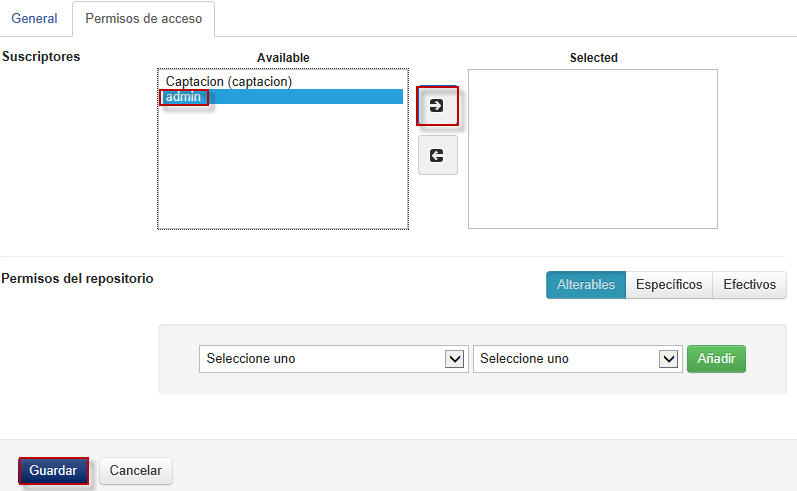 General
Permisos de acceso
Suscriptores
Available
Selected
Captacion (captacion)
admin
Permisos del repositorio
Alterables
Específicos
Efectivos
Seleccione uno
Seleccione uno
Añadir
Guardar
Cancelar